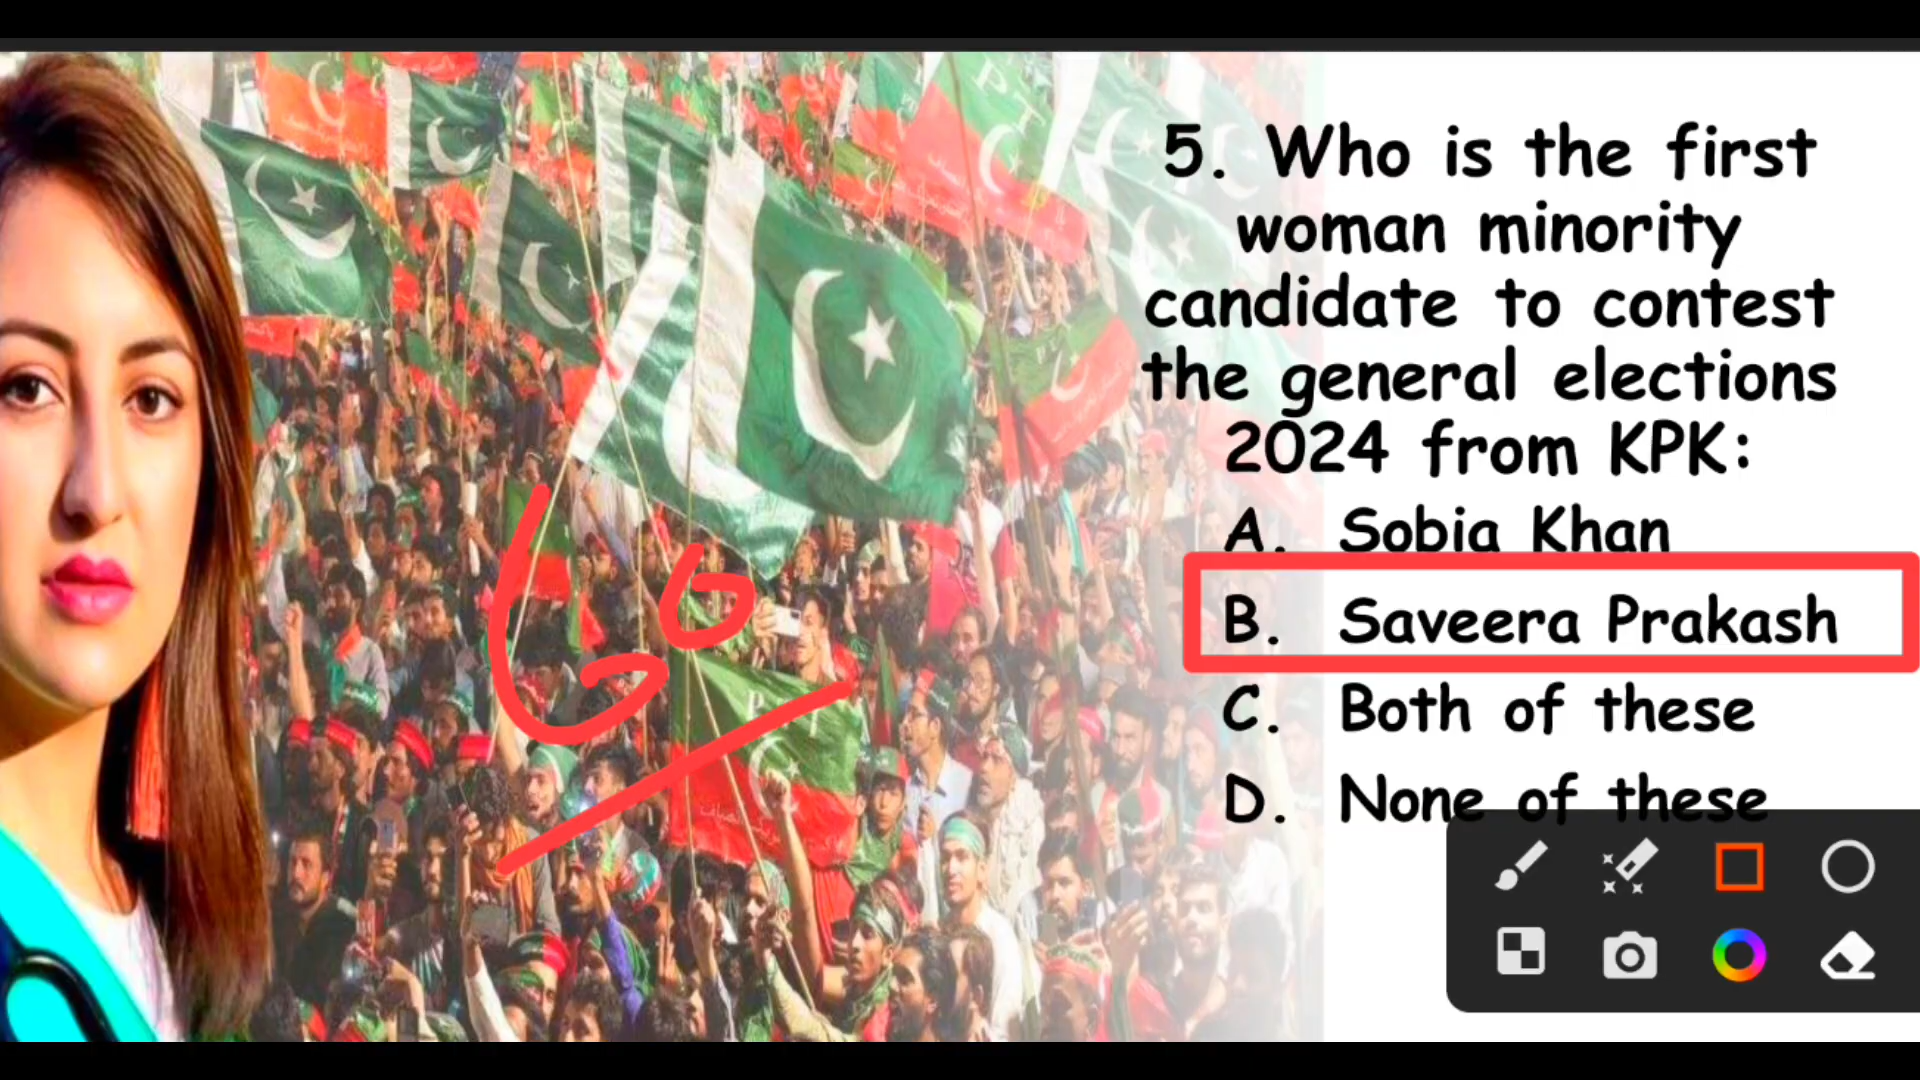 5. Who is the first
woman minority
candidate to contest
the general elections
2024 from KPK:
A. Sobia Khan
B. Saveera Prakash
C. Both of these
D. None of these